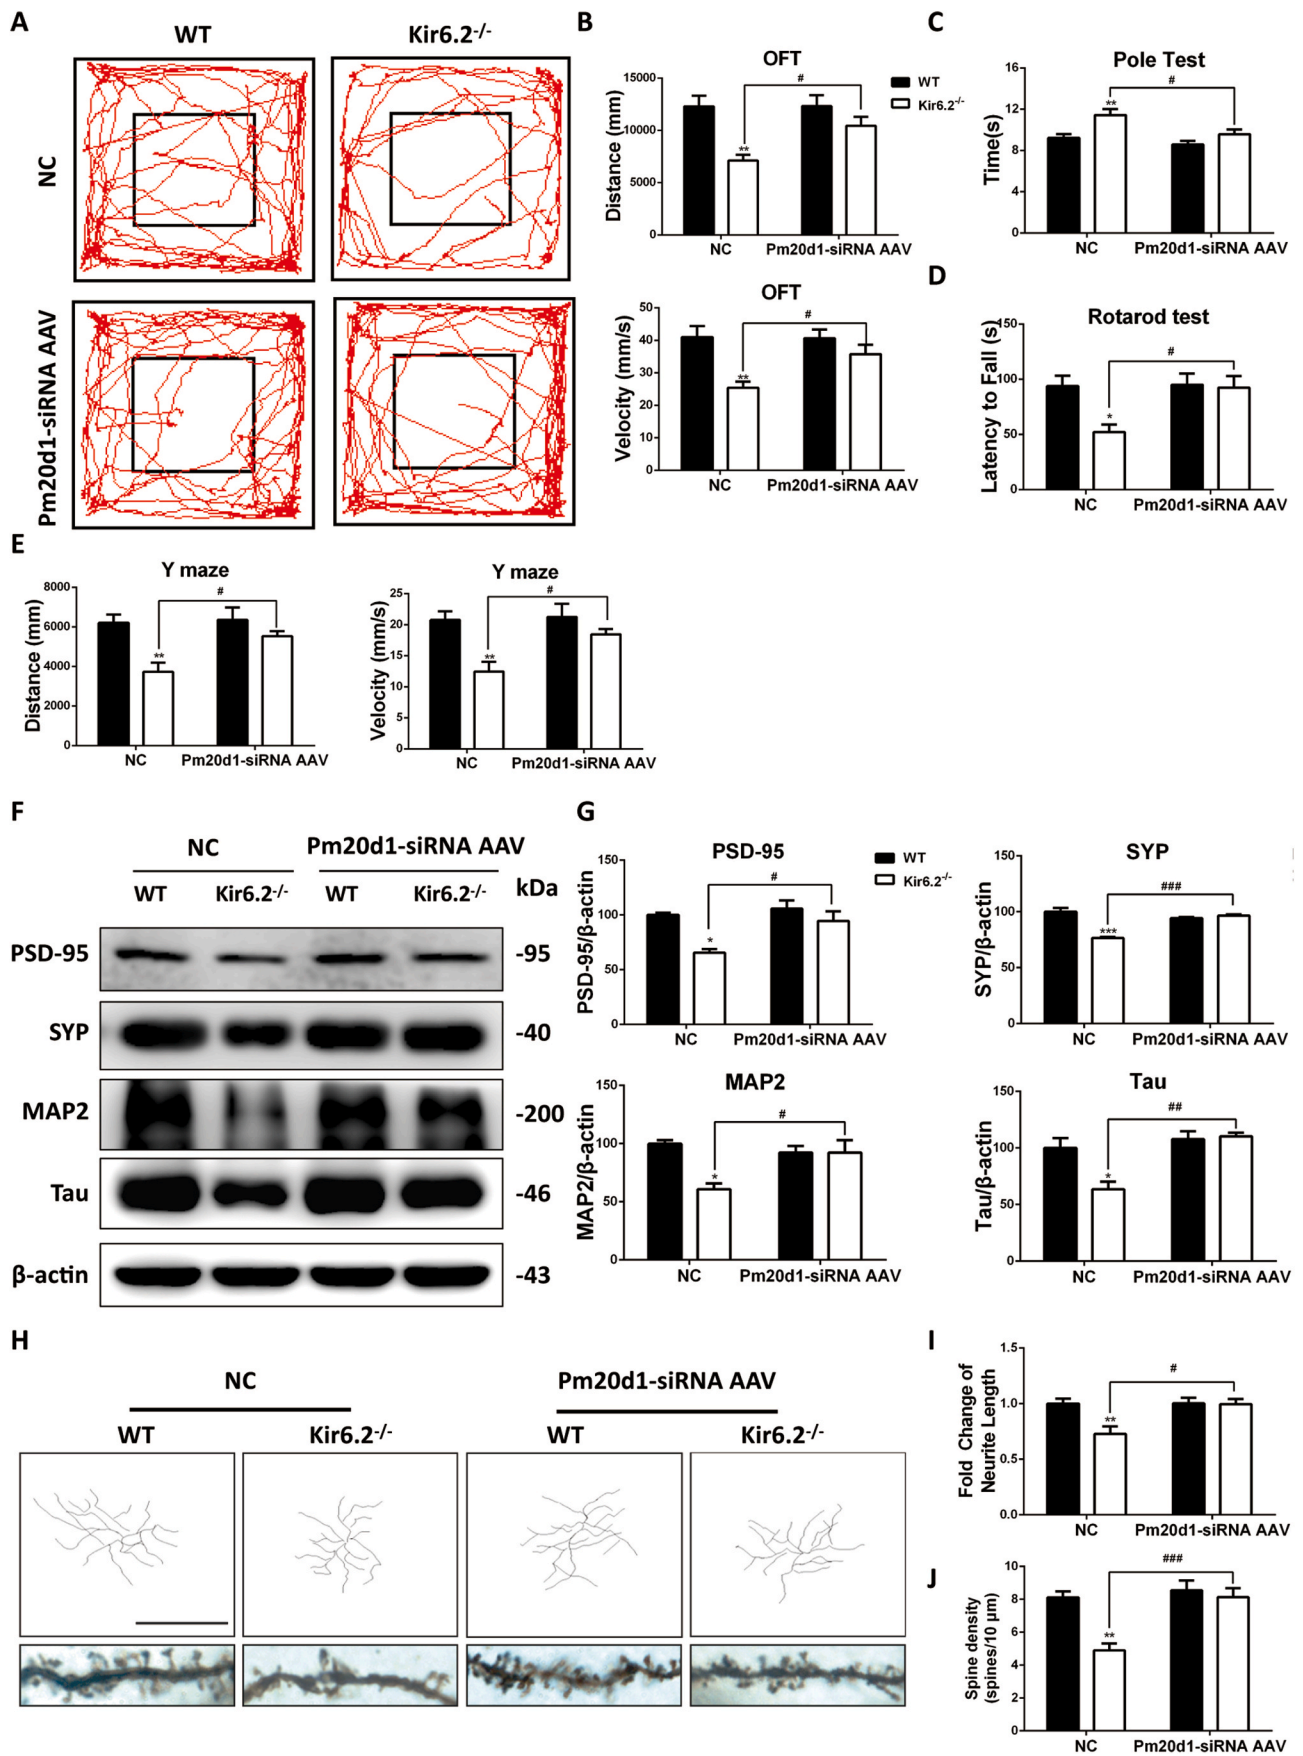 A
WT
Kir6.2-/-
NC
Pm20d1-siRNA AAV
B
OFT
Distance (mm)
15000
10000
5000
0
**
#
NC
Pm20d1-siRNA AAV
WT
Kir6.2-/-
OFT
Velocity (mm/s)
50
40
30
20
10
0
**
#
NC
Pm20d1-siRNA AAV
C
Pole Test
Time(s)
16
12
8
4
0
**
#
NC
Pm20d1-siRNA AAV
D
Rotarod test
Latency to Fall (s)
150
100
50
0
*
#
NC
Pm20d1-siRNA AAV
E
Y maze
Distance (mm)
8000
6000
4000
2000
0
**
#
NC
Pm20d1-siRNA AAV
Y maze
Velocity (mm/s)
25
20
15
10
5
0
**
#
NC
Pm20d1-siRNA AAV
F
NC
Pm20d1-siRNA AAV
WT
Kir6.2-/-
WT
Kir6.2-/-
kDa
PSD-95
-95
SYP
-40
MAP2
-200
Tau
-46
β-actin
-43
G
PSD-95
PSD-95/β-actin
150
100
50
0
*
#
NC
Pm20d1-siRNA AAV
WT
Kir6.2-/-
SYP
SYP/β-actin
150
100
50
0
***
###
NC
Pm20d1-siRNA AAV
MAP2
MAP2/β-actin
150
100
50
0
*
#
NC
Pm20d1-siRNA AAV
Tau
Tau/β-actin
150
100
50
0
*
##
NC
Pm20d1-siRNA AAV
H
NC
Pm20d1-siRNA AAV
WT
Kir6.2-/-
WT
Kir6.2-/-
I
Fold Change of
Neurite Length
1.5
1.0
0.5
0.0
**
#
NC
Pm20d1-siRNA AAV
J
Spine density
(spines/10 μm)
10
8
6
4
2
0
**
###
NC
Pm20d1-siRNA AAV